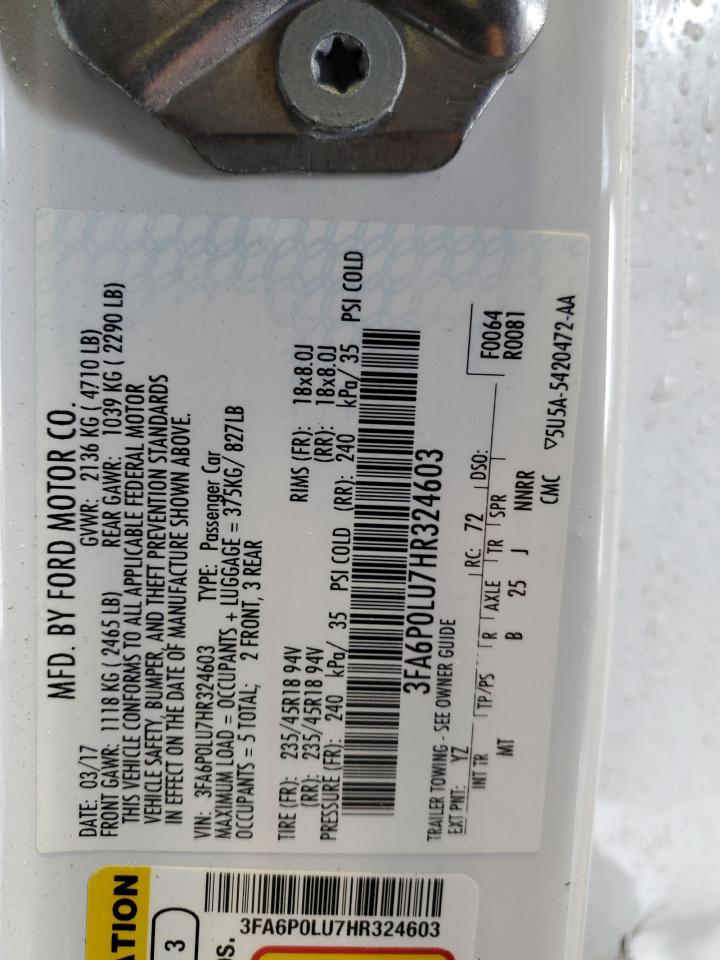 MFD. BY FORD MOTOR CO.
DATE: 03/17 GVWR: 2136 KG ( 4710 LB)
FRONT GAWR: 1118 KG ( 2465 LB) REAR GAWR: 1039 KG ( 2290 LB)
THIS VEHICLE CONFORMS TO ALL APPLICABLE FEDERAL MOTOR
VEHICLE SAFETY, BUMPER, AND THEFT PREVENTION STANDARDS
IN EFFECT ON THE DATE OF MANUFACTURE SHOWN ABOVE.
VIN: 3FA6P0LU7HR324603 TYPE: Passenger Car
MAXIMUM LOAD = OCCUPANTS + LUGGAGE = 375KG/ 827LB
OCCUPANTS = 5 TOTAL; 2 FRONT, 3 REAR
TIRE (FR): 235/45R18 94V RIMS (FR): 18x8.0J
(RR): 235/45R18 94V (RR): 18x8.0J
PRESSURE (FR): 240 kPa/ 35 PSI COLD (RR): 240 kPa/ 35 PSI COLD
3FA6P0LU7HR324603
TRAILER TOWING - SEE OWNER GUIDE
EXT PNT: YZ RC: 72 DSO: F0064
R0081
INT TR TP/PS R AXLE TR SPR
MT B 25 J NNRR
CMC ▽5U5A-5420472-AA
3FA6P0LU7HR324603
3